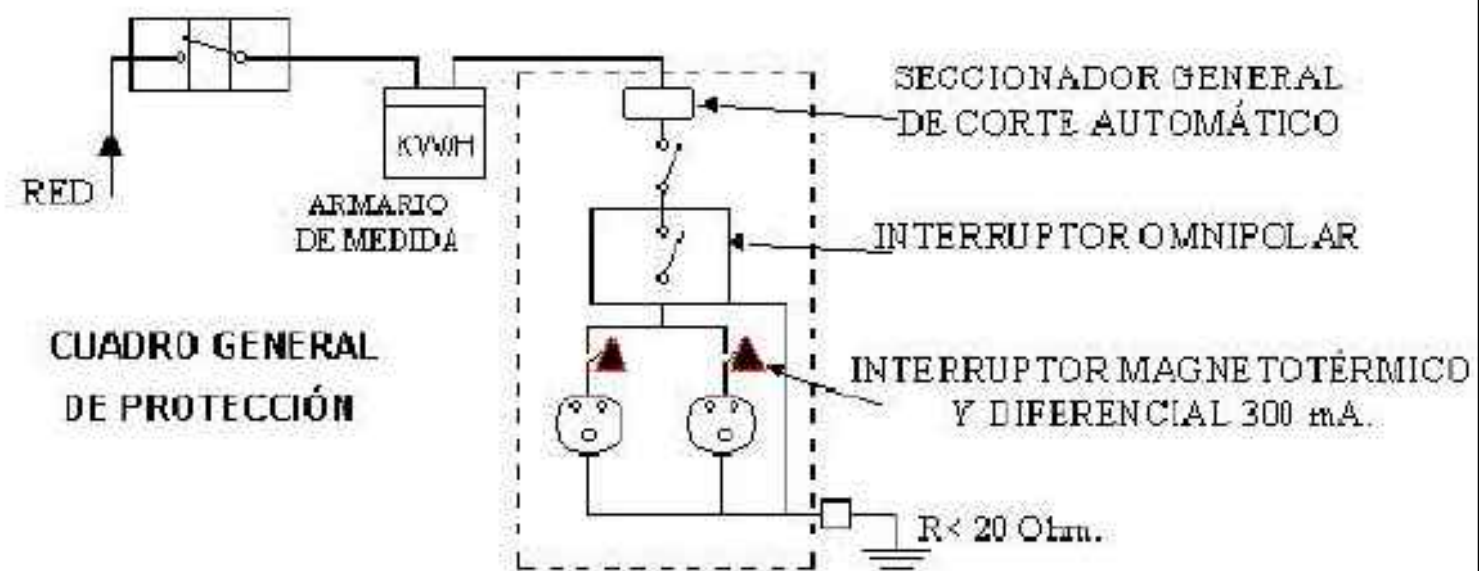 SECCIONADOR GENERAL
DE CORTE AUTOMÁTICO
KW/H
RED
ARMARIO
DE MEDIDA
INTERRUPTOR OMNIPOLAR
CUADRO GENERAL
DE PROTECCIÓN
INTERRUPTOR MAGNETOTÉRMICO
Y DIFERENCIAL 300 mA.
R< 20 Ohm.